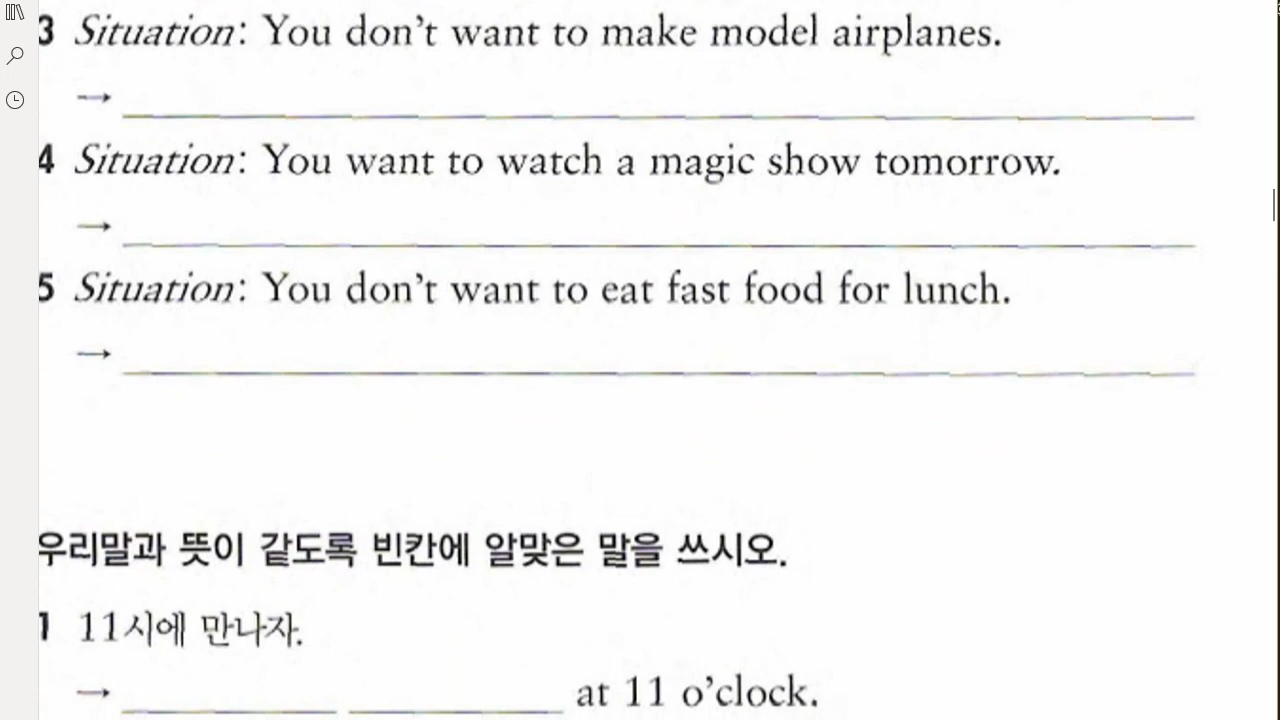 3 Situation: You don't want to make model airplanes.
→
4 Situation: You want to watch a magic show tomorrow.
→
5 Situation: You don't want to eat fast food for lunch.
→
우리말과 뜻이 같도록 빈칸에 알맞은 말을 쓰시오.
1 11시에 만나자.
→ at 11 o'clock.